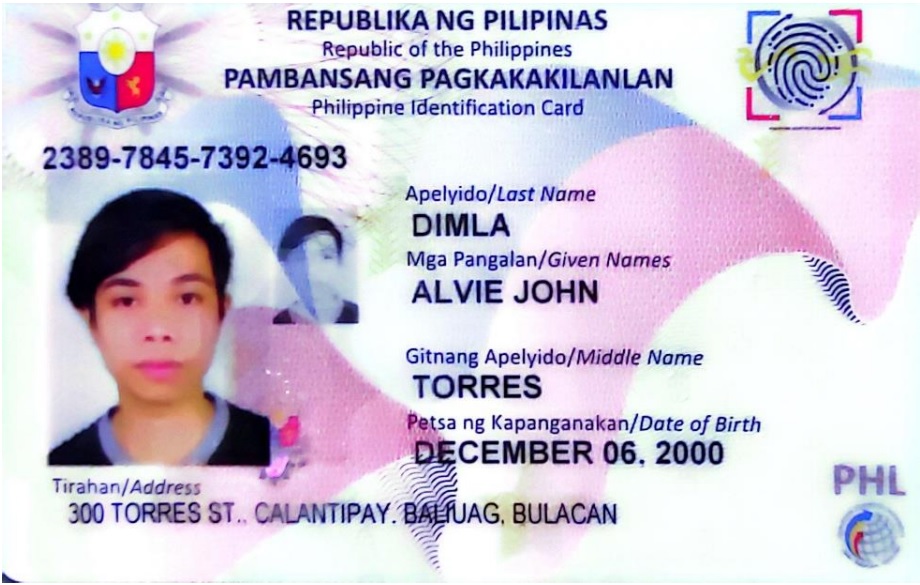 REPUBLIKA NG PILIPINAS
Republic of the Philippines
PAMBANSANG PAGKAKAKILANLAN
Philippine Identification Card
2389-7845-7392-4693
Apelyido/Last Name
DIMLA
Mga Pangalan/Given Names
ALVIE JOHN
Gitnang Apelyido/Middle Name
TORRES
Petsa ng Kapanganakan/Date of Birth
DECEMBER 06, 2000
Tirahan/Address
300 TORRES ST., CALANTIPAY, BALIUAG, BULACAN
PHL